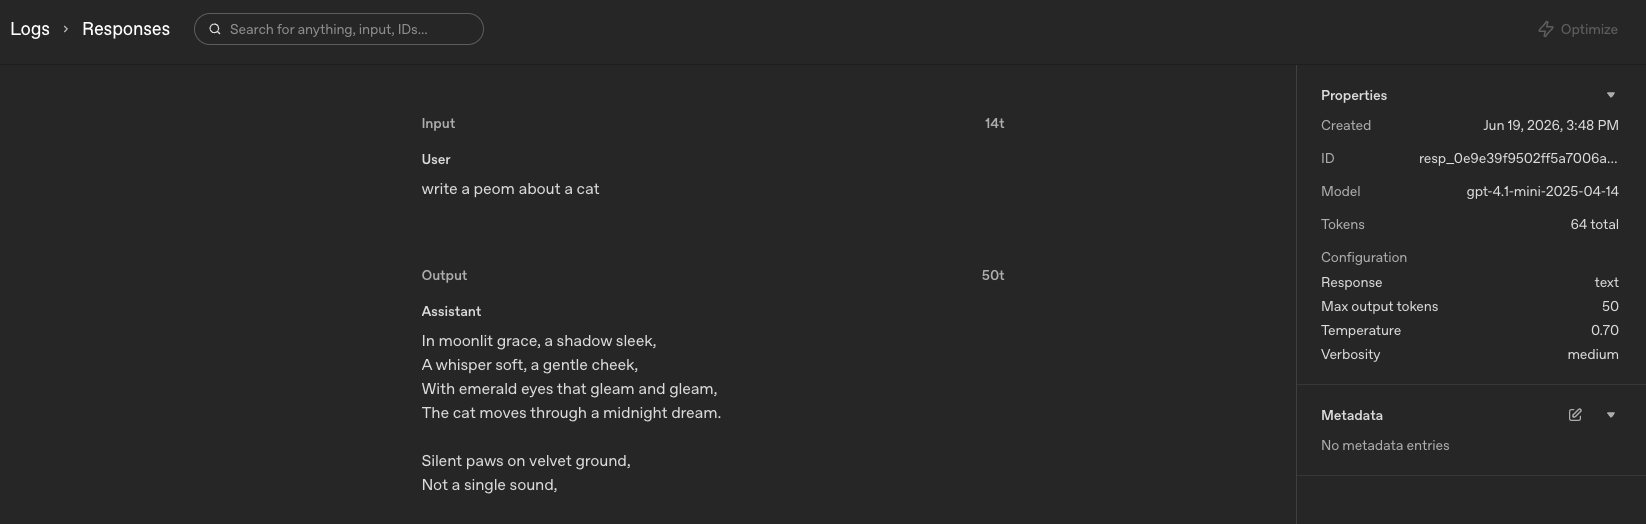 Logs > Responses Search for anything, input, IDs... Optimize
Input 14t
User
write a peom about a cat
Output 50t
Assistant
In moonlit grace, a shadow sleek,
A whisper soft, a gentle cheek,
With emerald eyes that gleam and gleam,
The cat moves through a midnight dream.
Silent paws on velvet ground,
Not a single sound,
Properties
Created Jun 19, 2026, 3:48 PM
ID resp_0e9e39f9502ff5a7006a...
Model gpt-4.1-mini-2025-04-14
Tokens 64 total
Configuration
Response text
Max output tokens 50
Temperature 0.70
Verbosity medium
Metadata
No metadata entries